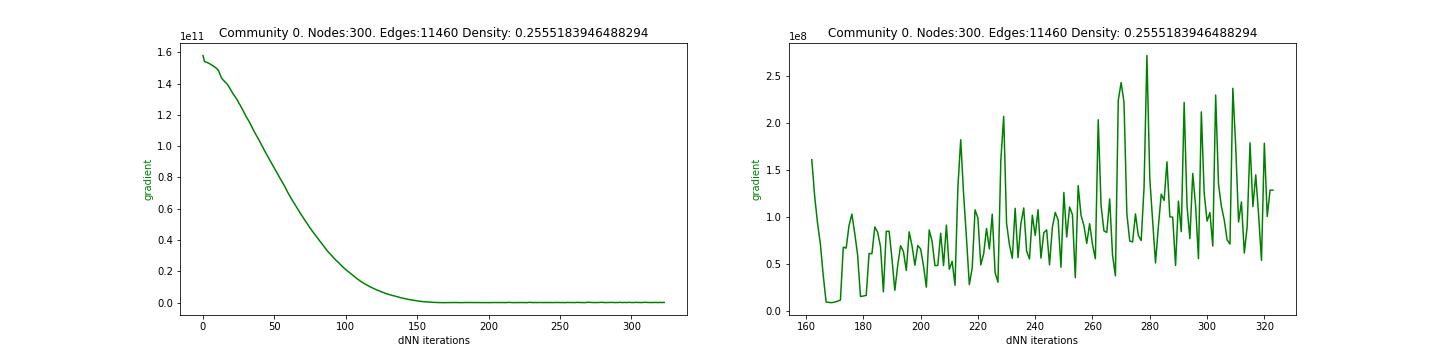 Community 0. Nodes:300. Edges:11460 Density: 0.2555183946488294
1e11
1.6
1.4
1.2
1.0
0.8
0.6
0.4
0.2
0.0
gradient
0 50 100 150 200 250 300
dNN iterations
Community 0. Nodes:300. Edges:11460 Density: 0.2555183946488294
1e8
2.5
2.0
1.5
1.0
0.5
0.0
gradient
160 180 200 220 240 260 280 300 320
dNN iterations